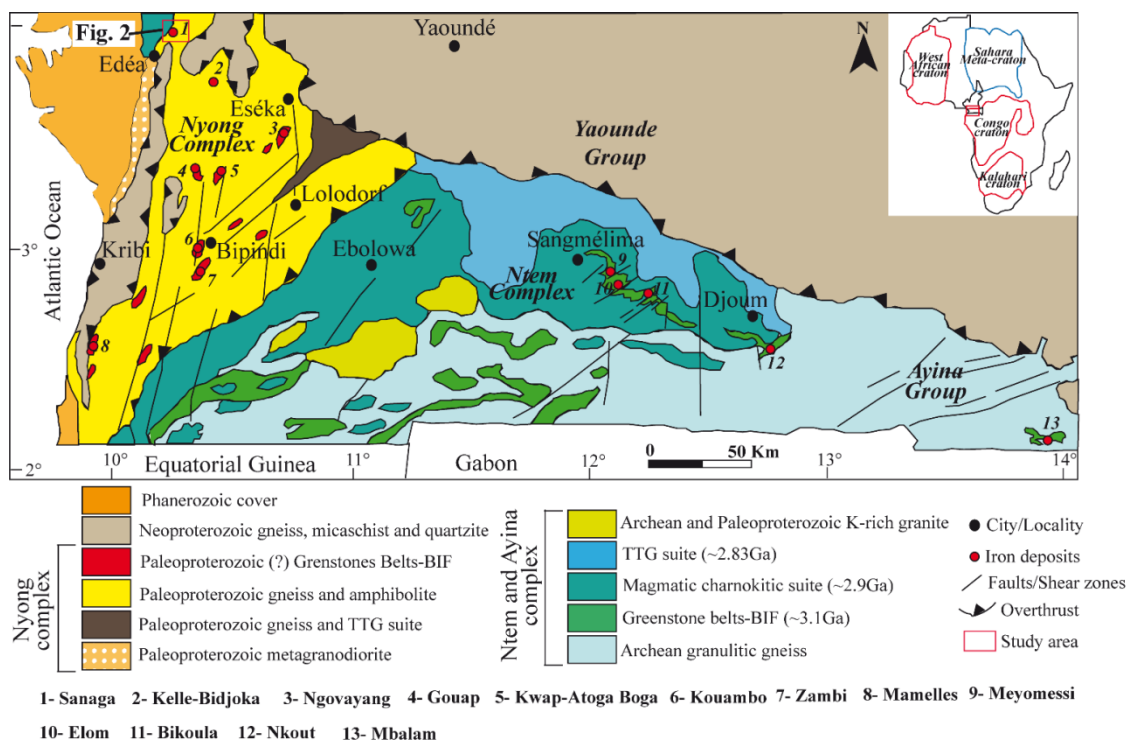 Fig. 2
1
Yaoundé
N
West African craton
Sahara Meta-craton
Congo craton
Kalahari craton
Edéa
2
Eséka
3
Nyong Complex
Yaounde Group
4
5
Lolodorf
Atlantic Ocean
3°
Kribi
6
Bipindi
7
Ebolowa
Sangmélima
9
10
11
Ntem Complex
Djoum
8
12
Ayina Group
13
0
50 Km
2°
10°
Equatorial Guinea
11°
Gabon
12°
13°
14°
Phanerozoic cover
Neoproterozoic gneiss, micaschist and quartzite
Nyong complex
Paleoproterozoic (?) Grenstones Belts-BIF
Paleoproterozoic gneiss and amphibolite
Paleoproterozoic gneiss and TTG suite
Paleoproterozoic metagranodiorite
Ntem and Ayina complex
Archean and Paleoproterozoic K-rich granite
TTG suite (~2.83Ga)
Magmatic charnokitic suite (~2.9Ga)
Greenstone belts-BIF (~3.1Ga)
Archean granulitic gneiss
City/Locality
Iron deposits
Faults/Shear zones
Overthrust
Study area
1- Sanaga 2- Kelle-Bidjoka 3- Ngovayang 4- Gouap 5- Kwap-Atoga Boga 6- Kouambo 7- Zambi 8- Mamelles 9- Meyomessi
10- Elom 11- Bikoula 12- Nkout 13- Mbalam